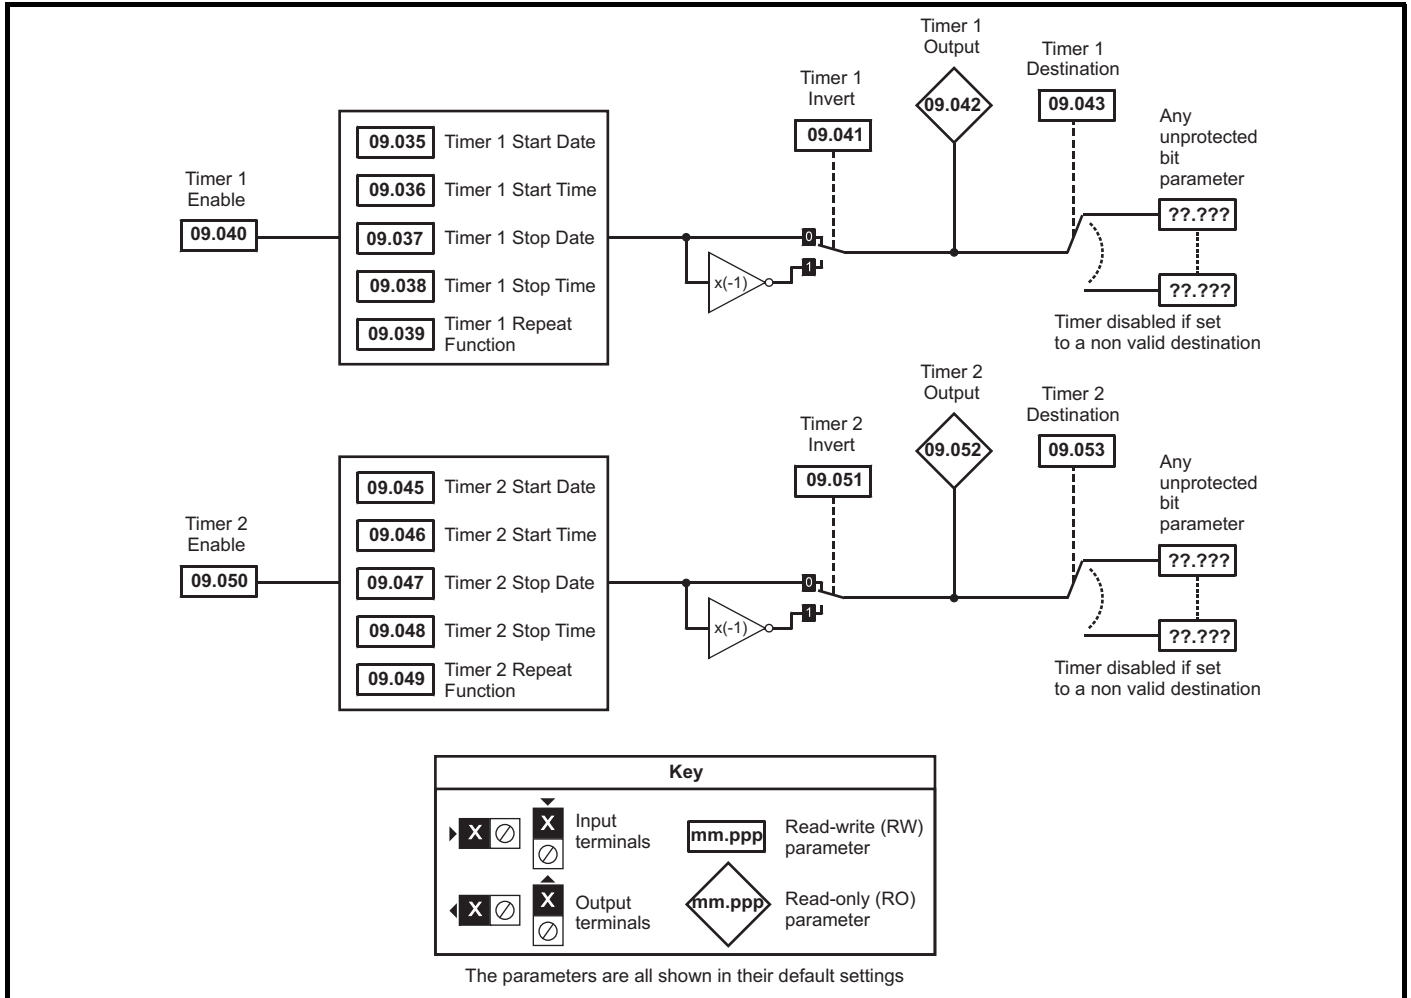 Timer 1
Output
Timer 1
Destination
Timer 1
Invert
09.042
09.043
Any
unprotected
bit
parameter
09.041
09.035 Timer 1 Start Date
09.036 Timer 1 Start Time
Timer 1
Enable
09.040
09.037 Timer 1 Stop Date
09.038 Timer 1 Stop Time
09.039 Timer 1 Repeat
Function
0
1
x(-1)
??.???
??.???
Timer disabled if set
to a non valid destination
Timer 2
Output
Timer 2
Destination
Timer 2
Invert
09.052
09.053
Any
unprotected
bit
parameter
09.051
09.045 Timer 2 Start Date
09.046 Timer 2 Start Time
Timer 2
Enable
09.050
09.047 Timer 2 Stop Date
09.048 Timer 2 Stop Time
09.049 Timer 2 Repeat
Function
0
1
x(-1)
??.???
??.???
Timer disabled if set
to a non valid destination
Key
X
X
Input
terminals
mm.ppp
Read-write (RW)
parameter
X
X
Output
terminals
mm.ppp
Read-only (RO)
parameter
The parameters are all shown in their default settings